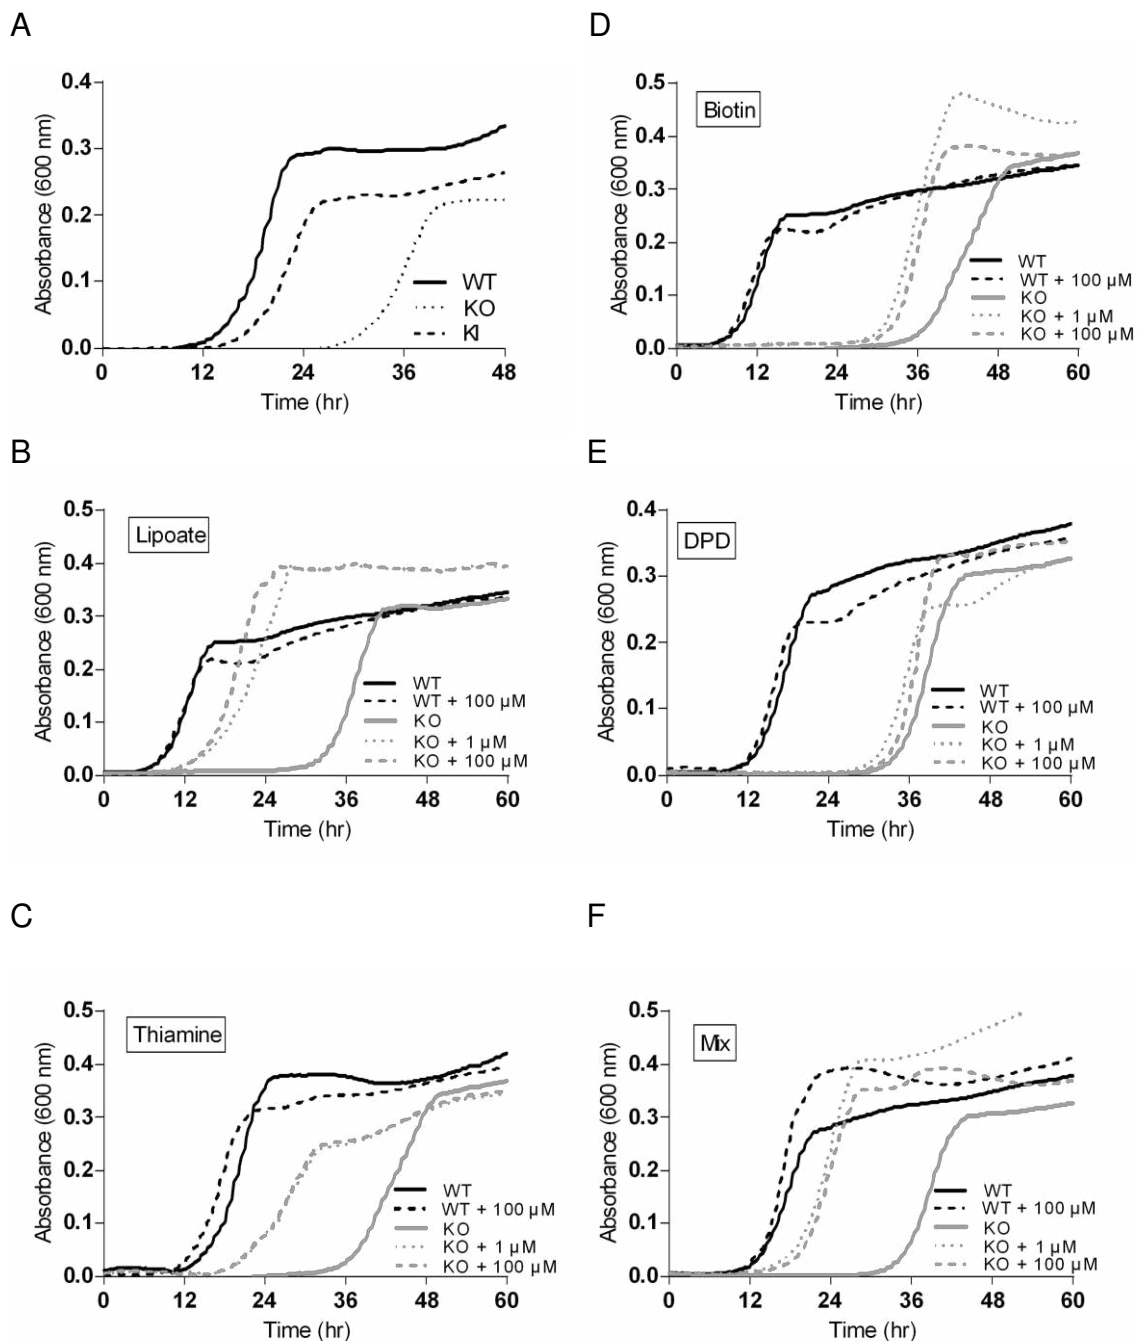 A
Absorbance (600 nm)
0.4
0.3
0.2
0.1
0.0
0 12 24 36 48
Time (hr)
WT
KO
KI
B
Lipoate
Absorbance (600 nm)
0.5
0.4
0.3
0.2
0.1
0.0
0 12 24 36 48 60
Time (hr)
WT
WT + 100 µM
KO
KO + 1 µM
KO + 100 µM
C
Thiamine
Absorbance (600 nm)
0.5
0.4
0.3
0.2
0.1
0.0
0 12 24 36 48 60
Time (hr)
WT
WT + 100 µM
KO
KO + 1 µM
KO + 100 µM
D
Biotin
Absorbance (600 nm)
0.5
0.4
0.3
0.2
0.1
0.0
0 12 24 36 48 60
Time (hr)
WT
WT + 100 µM
KO
KO + 1 µM
KO + 100 µM
E
DPD
Absorbance (600 nm)
0.4
0.3
0.2
0.1
0.0
0 12 24 36 48 60
Time (hr)
WT
WT + 100 µM
KO
KO + 1 µM
KO + 100 µM
F
Mix
Absorbance (600 nm)
0.5
0.4
0.3
0.2
0.1
0.0
0 12 24 36 48 60
Time (hr)
WT
WT + 100 µM
KO
KO + 1 µM
KO + 100 µM